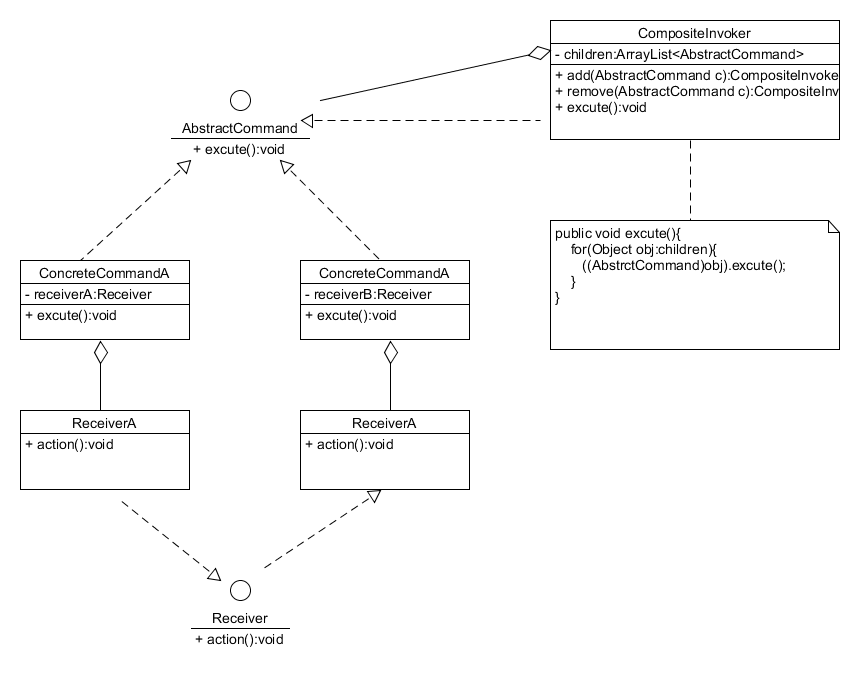 CompositeInvoker
- children:ArrayList<AbstractCommand>
+ add(AbstractCommand c):CompositeInvoke
+ remove(AbstractCommand c):CompositeInv
+ excute():void
AbstractCommand
+ excute():void
public void excute(){
for(Object obj:children){
((AbstrctCommand)obj).excute();
}
}
ConcreteCommandA
- receiverA:Receiver
+ excute():void
ConcreteCommandA
- receiverB:Receiver
+ excute():void
ReceiverA
+ action():void
ReceiverA
+ action():void
Receiver
+ action():void